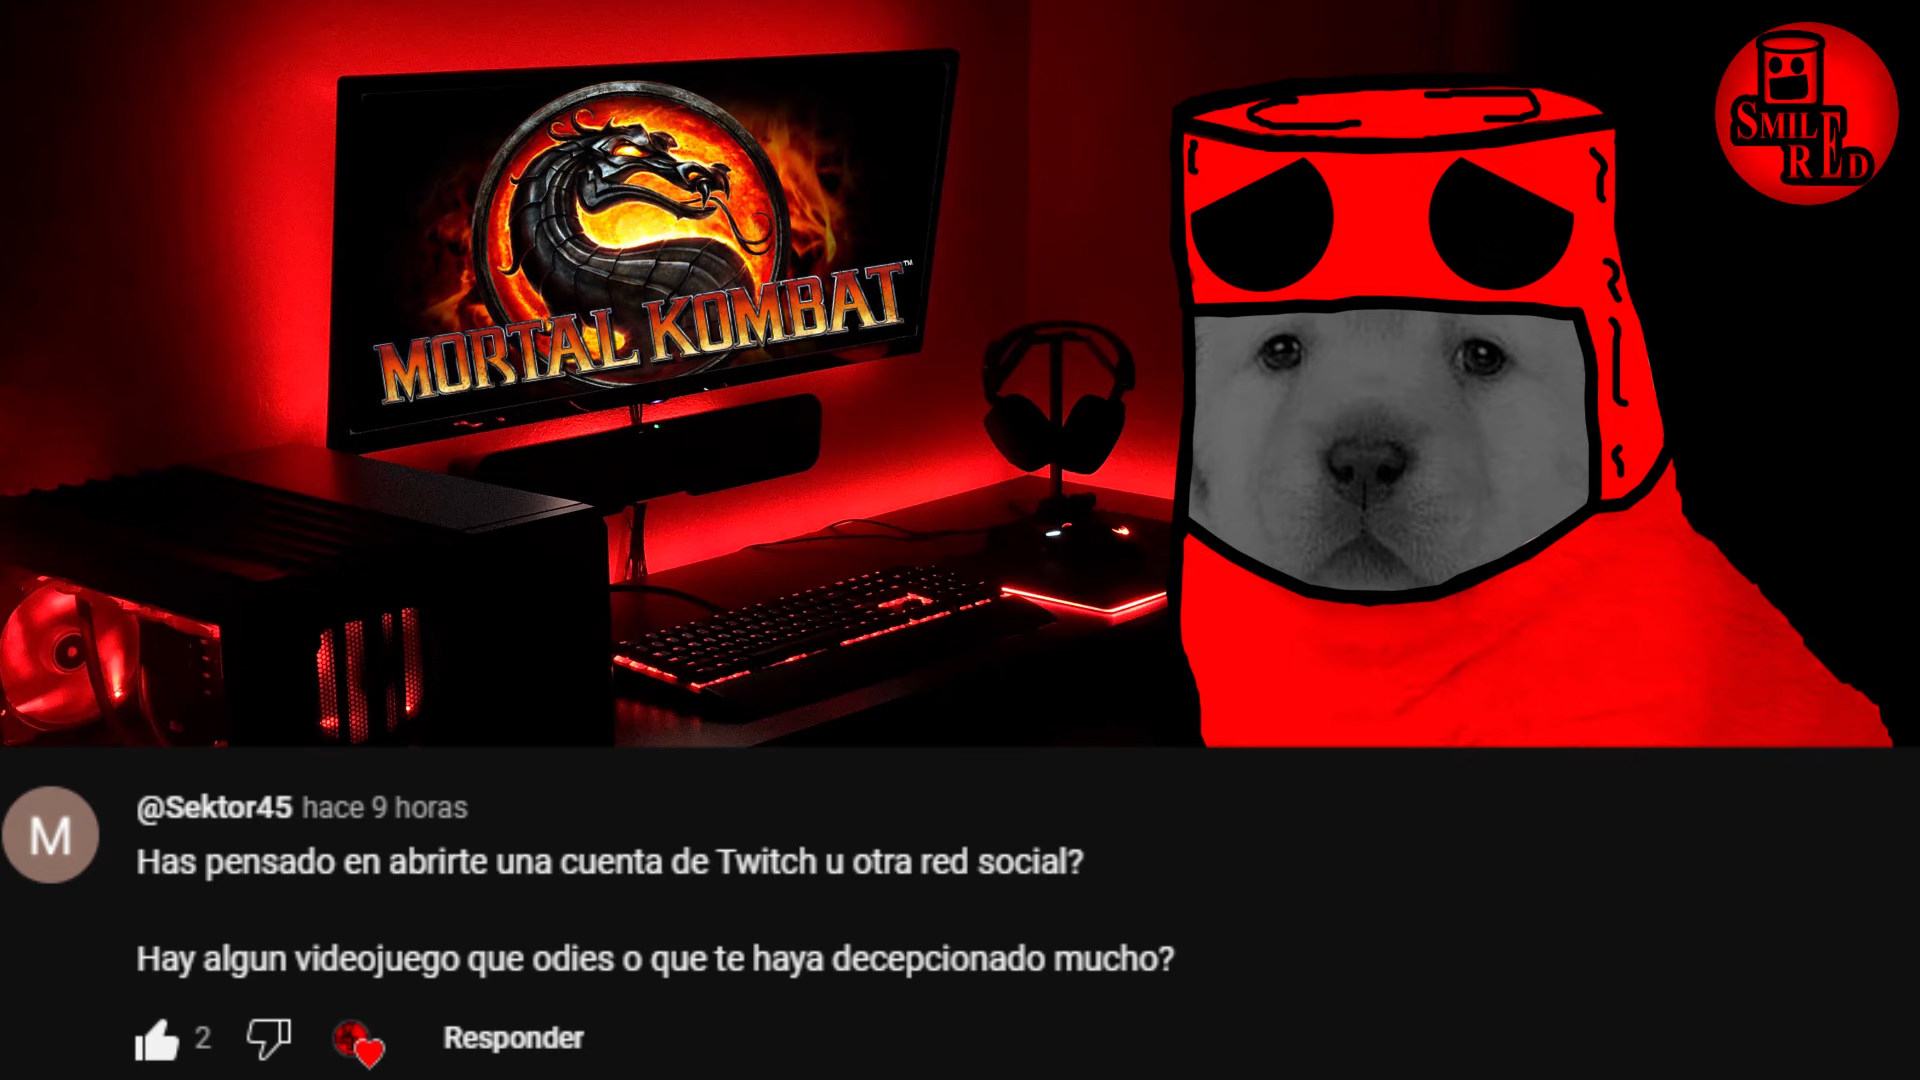 MORTAL KOMBAT™
SMILE
RED
M
@Sektor45 hace 9 horas
Has pensado en abrirte una cuenta de Twitch u otra red social?
Hay algun videojuego que odies o que te haya decepcionado mucho?
2
Responder